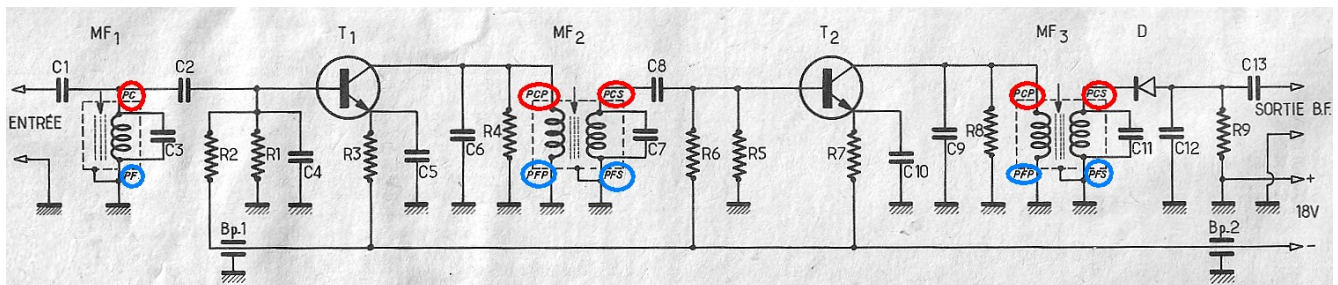 MF1 T1 MF2 T2 MF3 D
C1 PC C2 PCP PCS C8 PCP PCS C13
ENTRÉE C3 R2 R1 C4 R3 C5 C6 R4 C7 R6 R5 R7 C10 C9 R8 C11 C12 R9 SORTIE B.F.
PF PFP PFS PFP PFS +
18V
Bp.1 Bp.2 -